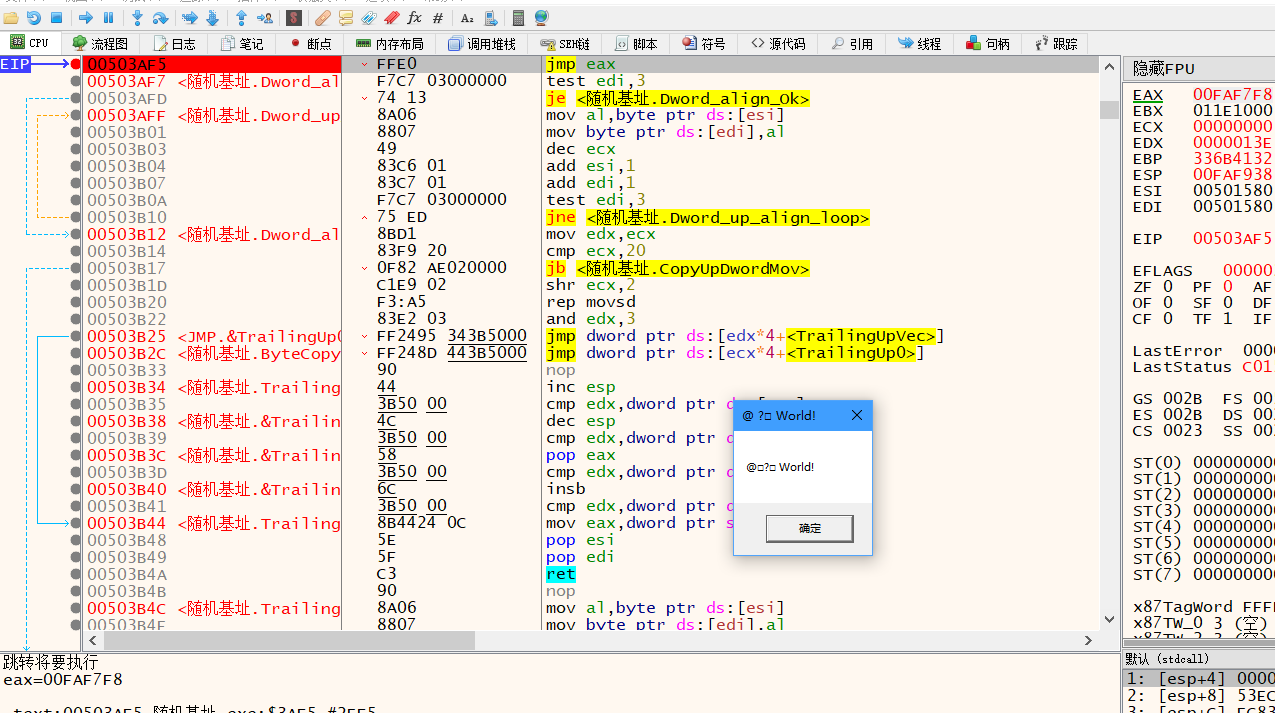 CPU 流程图 日志 笔记 断点 内存布局 调用堆栈 SEH链 脚本 符号 源代码 引用 线程 句柄 跟踪
EIP 00503AF5 FFE0 jmp eax
00503AF7 <随机基址.Dword_al F7C7 03000000 test edi,3
00503AFD 74 13 je <随机基址.Dword_align_Ok>
00503AFF <随机基址.Dword_up 8A06 mov al,byte ptr ds:[esi]
00503B01 8807 mov byte ptr ds:[edi],al
00503B03 49 dec ecx
00503B04 83C6 01 add esi,1
00503B07 83C7 01 add edi,1
00503B0A F7C7 03000000 test edi,3
00503B10 75 ED jne <随机基址.Dword_up_align_loop>
00503B12 <随机基址.Dword_al 8BD1 mov edx,ecx
00503B14 83F9 20 cmp ecx,20
00503B17 0F82 AE020000 jb <随机基址.CopyUpDwordMov>
00503B1D C1E9 02 shr ecx,2
00503B20 F3:A5 rep movsd
00503B22 83E2 03 and edx,3
00503B25 <JMP.&TrailingUp FF2495 343B5000 jmp dword ptr ds:[edx*4+<TrailingUpVec>]
00503B2C <随机基址.ByteCopy FF248D 443B5000 jmp dword ptr ds:[ecx*4+<TrailingUp0>]
00503B33 90 nop
00503B34 <随机基址.Trailing 44 inc esp
00503B35 3B50 00 cmp edx,dword ptr
00503B38 <随机基址.&Trailin 4C dec esp
00503B39 3B50 00 cmp edx,dword ptr
00503B3C <随机基址.&Trailin 58 pop eax
00503B3D 3B50 00 cmp edx,dword ptr
00503B40 <随机基址.&Trailin 6C insb
00503B41 3B50 00 cmp edx,dword ptr
00503B44 <随机基址.Trailing 8B4424 0C mov eax,dword ptr
00503B48 5E pop esi
00503B49 5F pop edi
00503B4A C3 ret
00503B4B 90 nop
00503B4C <随机基址.Trailing 8A06 mov al,byte ptr ds:[esi]
00503B4E 8807 mov byte ptr ds:[edi],al
@ ?□ World!
@□?□ World!
确定
隐藏FPU
EAX 00FAF7F8
EBX 011E1000
ECX 00000000
EDX 0000013E
EBP 336B4132
ESP 00FAF938
ESI 00501580
EDI 00501580
EIP 00503AF5
EFLAGS 00000
ZF 0 PF 0 AF
OF 0 SF 0 DF
CF 0 TF 1 IF
LastError 0000
LastStatus C01
GS 002B FS 00
ES 002B DS 00
CS 0023 SS 00
ST(0) 000000000
ST(1) 000000000
ST(2) 000000000
ST(3) 000000000
ST(4) 000000000
ST(5) 000000000
ST(6) 000000000
ST(7) 000000000
x87TagWord FFF
x87TW_0 3 (空)
跳转将要执行
eax=00FAF7F8
.text:00503AF5 随机基址.exe:$3AF5 #2EF5
默认 (stdcall)
1: [esp+4] 0000
2: [esp+8] 53EC
3: [esp+C] EC83